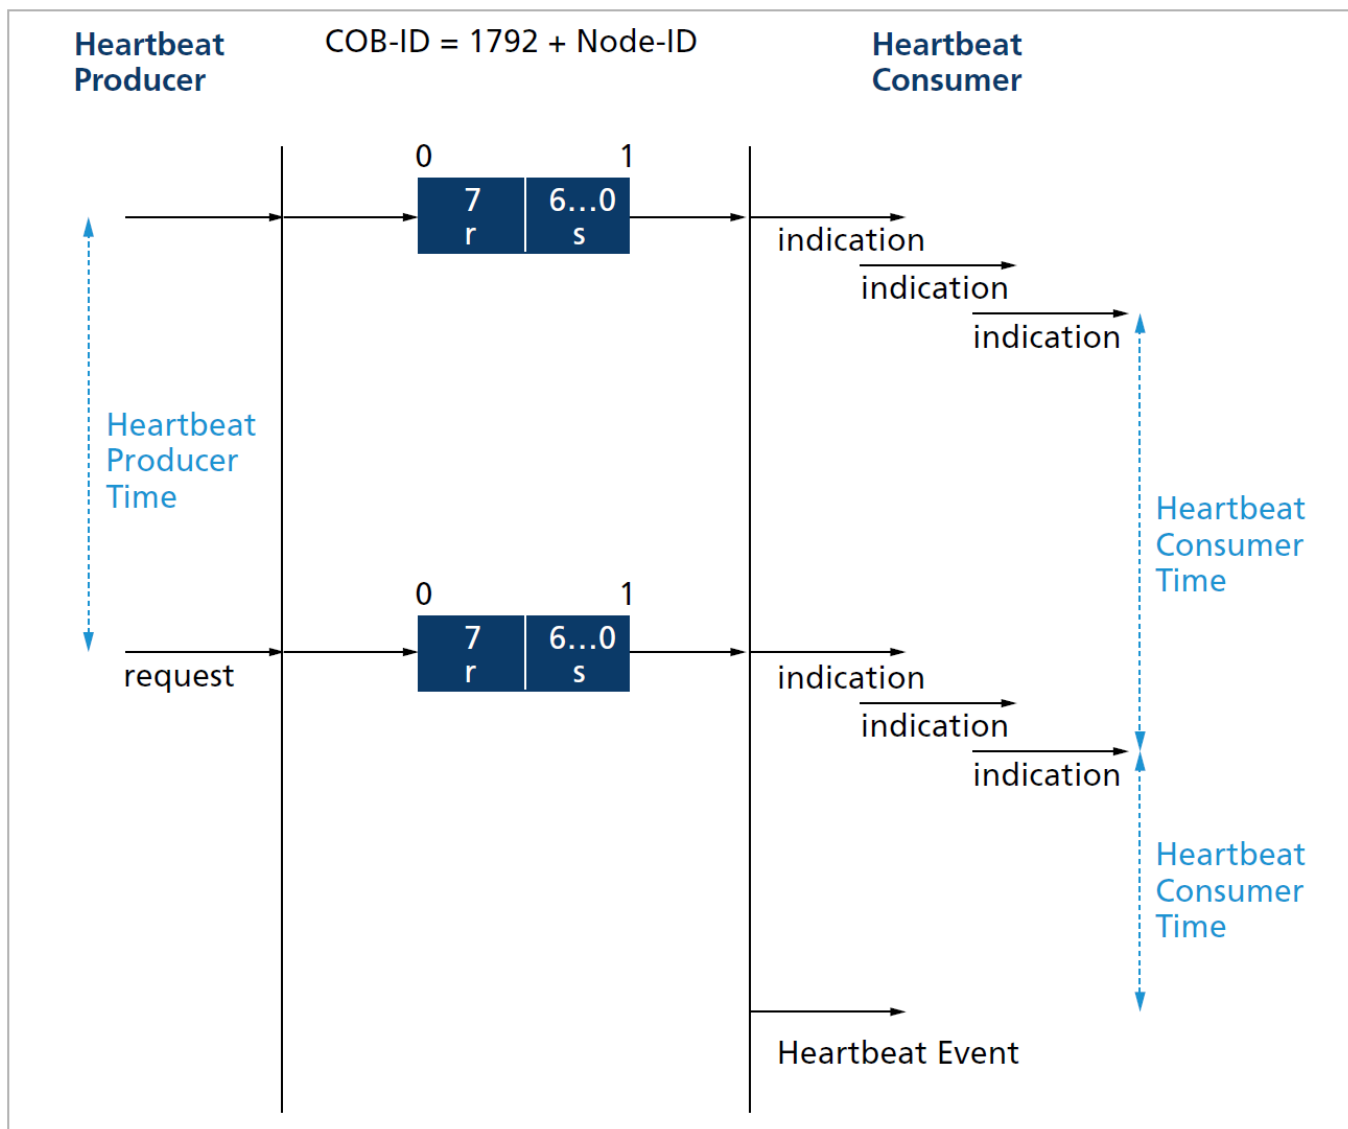 Heartbeat
Producer
COB-ID = 1792 + Node-ID
Heartbeat
Consumer
0 1
7 6...0
r s
indication
indication
indication
Heartbeat
Producer
Time
Heartbeat
Consumer
Time
0 1
7 6...0
r s
request
indication
indication
indication
Heartbeat
Consumer
Time
Heartbeat Event